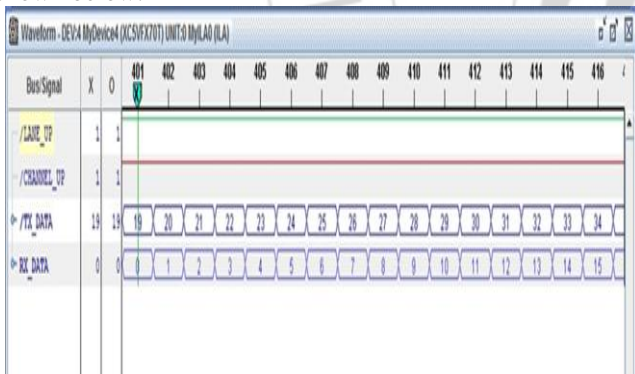 Waveform - DEV:4 MyDevice4 (XC5VFX70T) UNIT:0 MyILA0 (ILA)
Bus/Signal X O 401 402 403 404 405 406 407 408 409 410 411 412 413 414 415 416
X
/LANE_UP 1 1
/CHANNEL_UP 1 1
/TX_DATA 19 19 19 20 21 22 23 24 25 26 27 28 29 30 31 32 33 34
RX_DATA 0 0 0 1 2 3 4 5 6 7 8 9 10 11 12 13 14 15